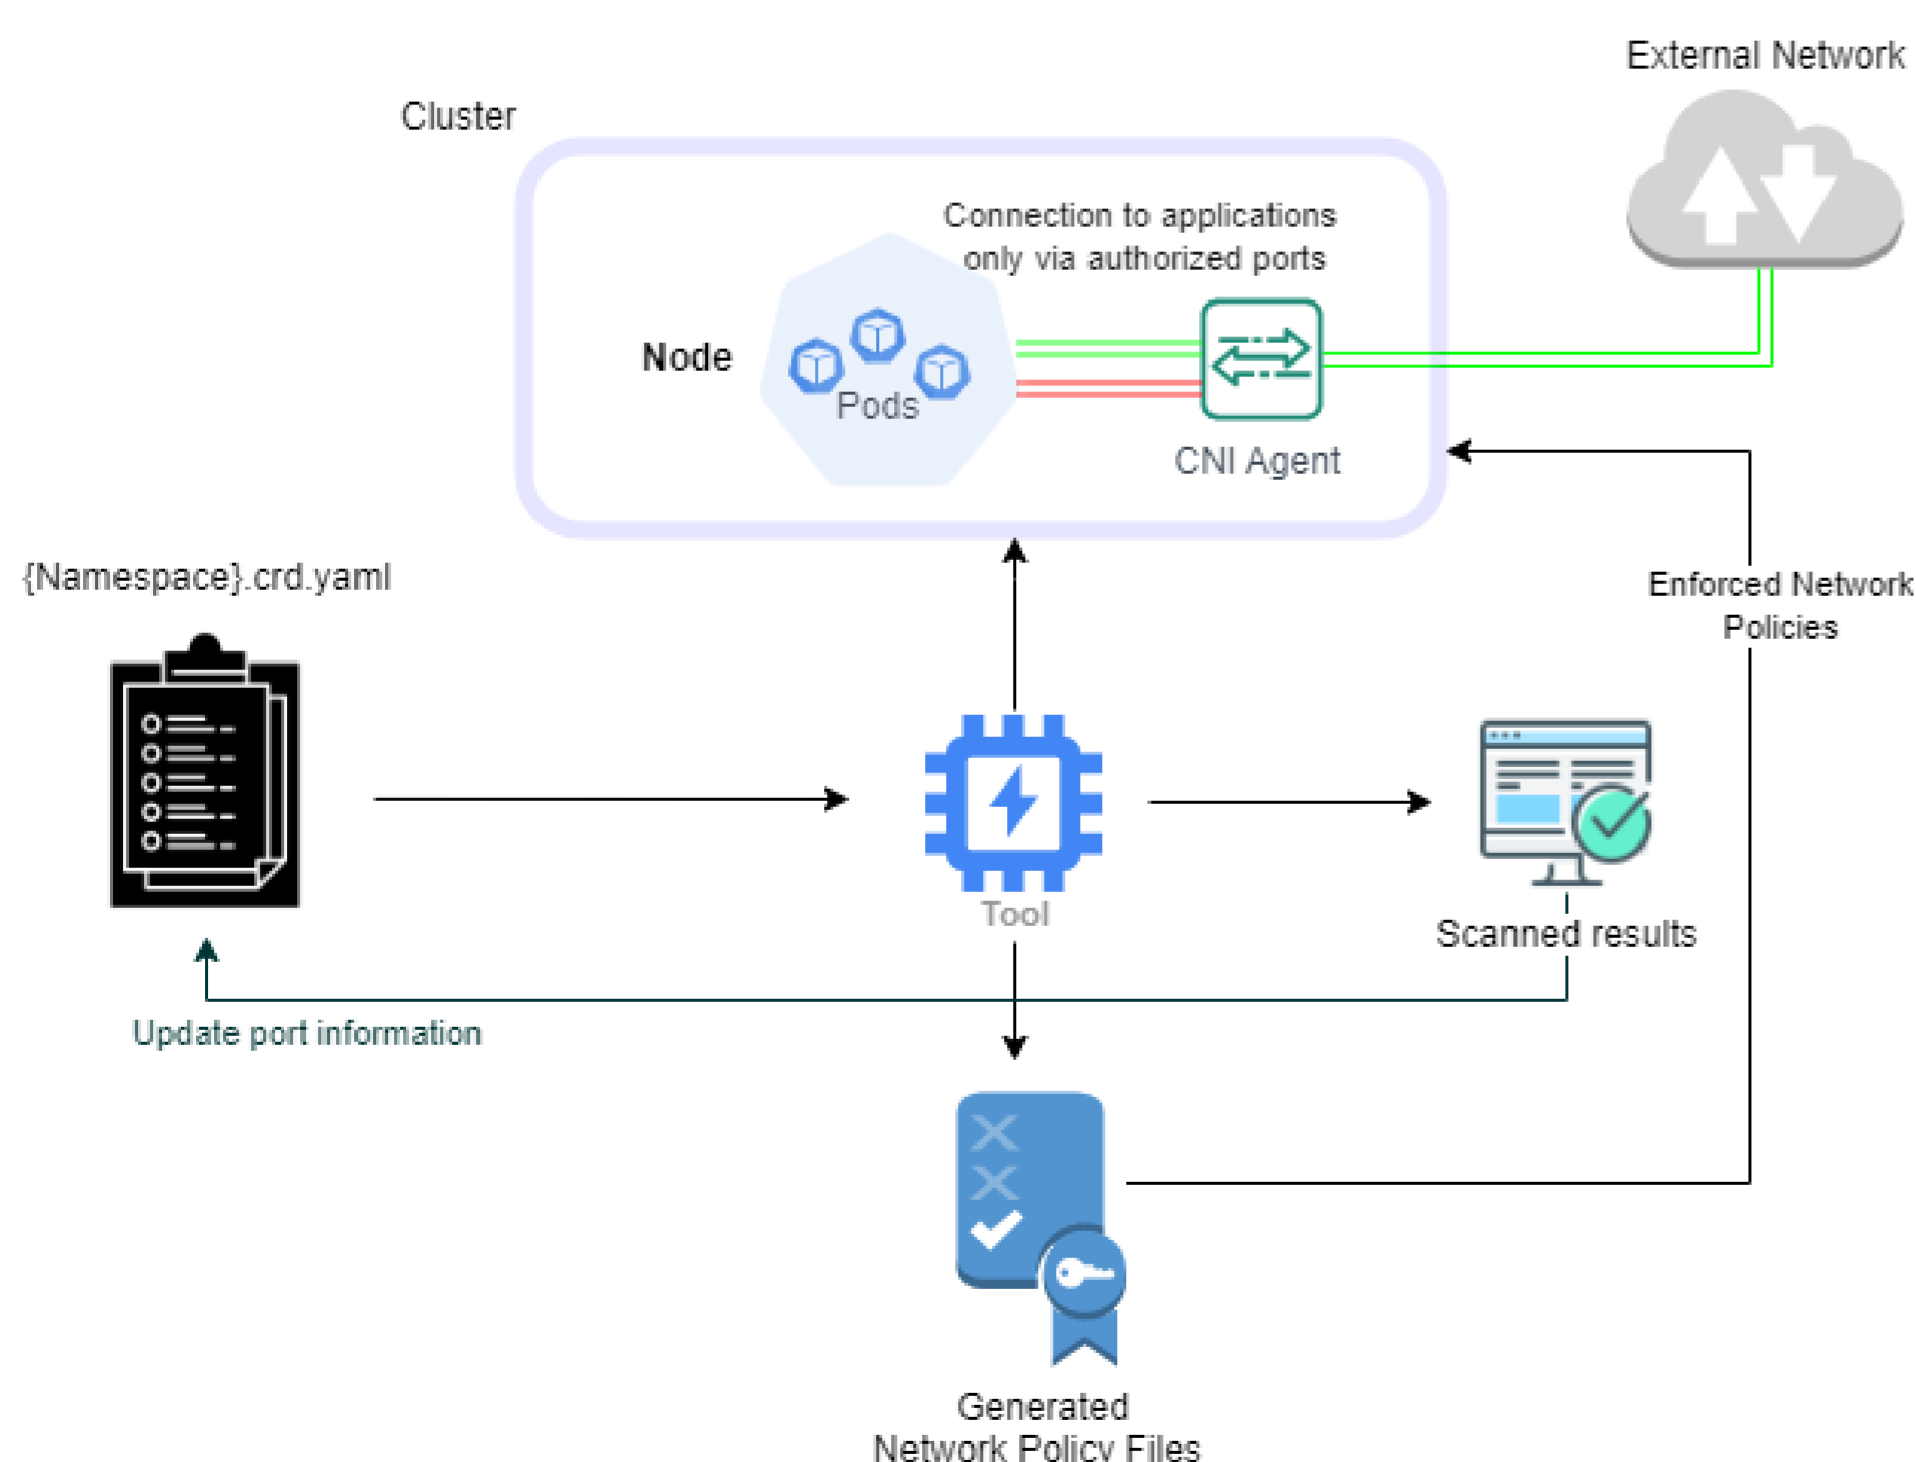 External Network
Cluster
Connection to applications
only via authorized ports
Node
Pods
CNI Agent
{Namespace}.crd.yaml
Enforced Network
Policies
Tool
Scanned results
Update port information
Generated
Network Policy Files